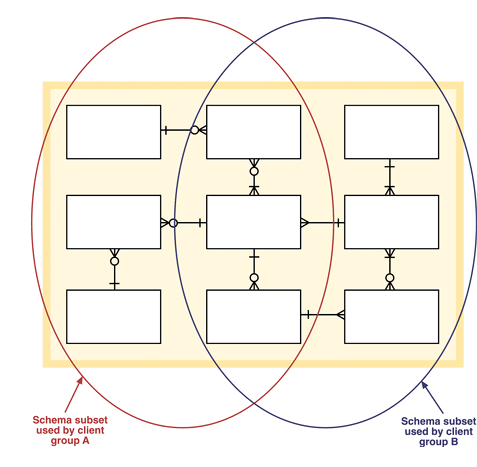 Schema subset
used by client
group A
Schema subset
used by client
group B